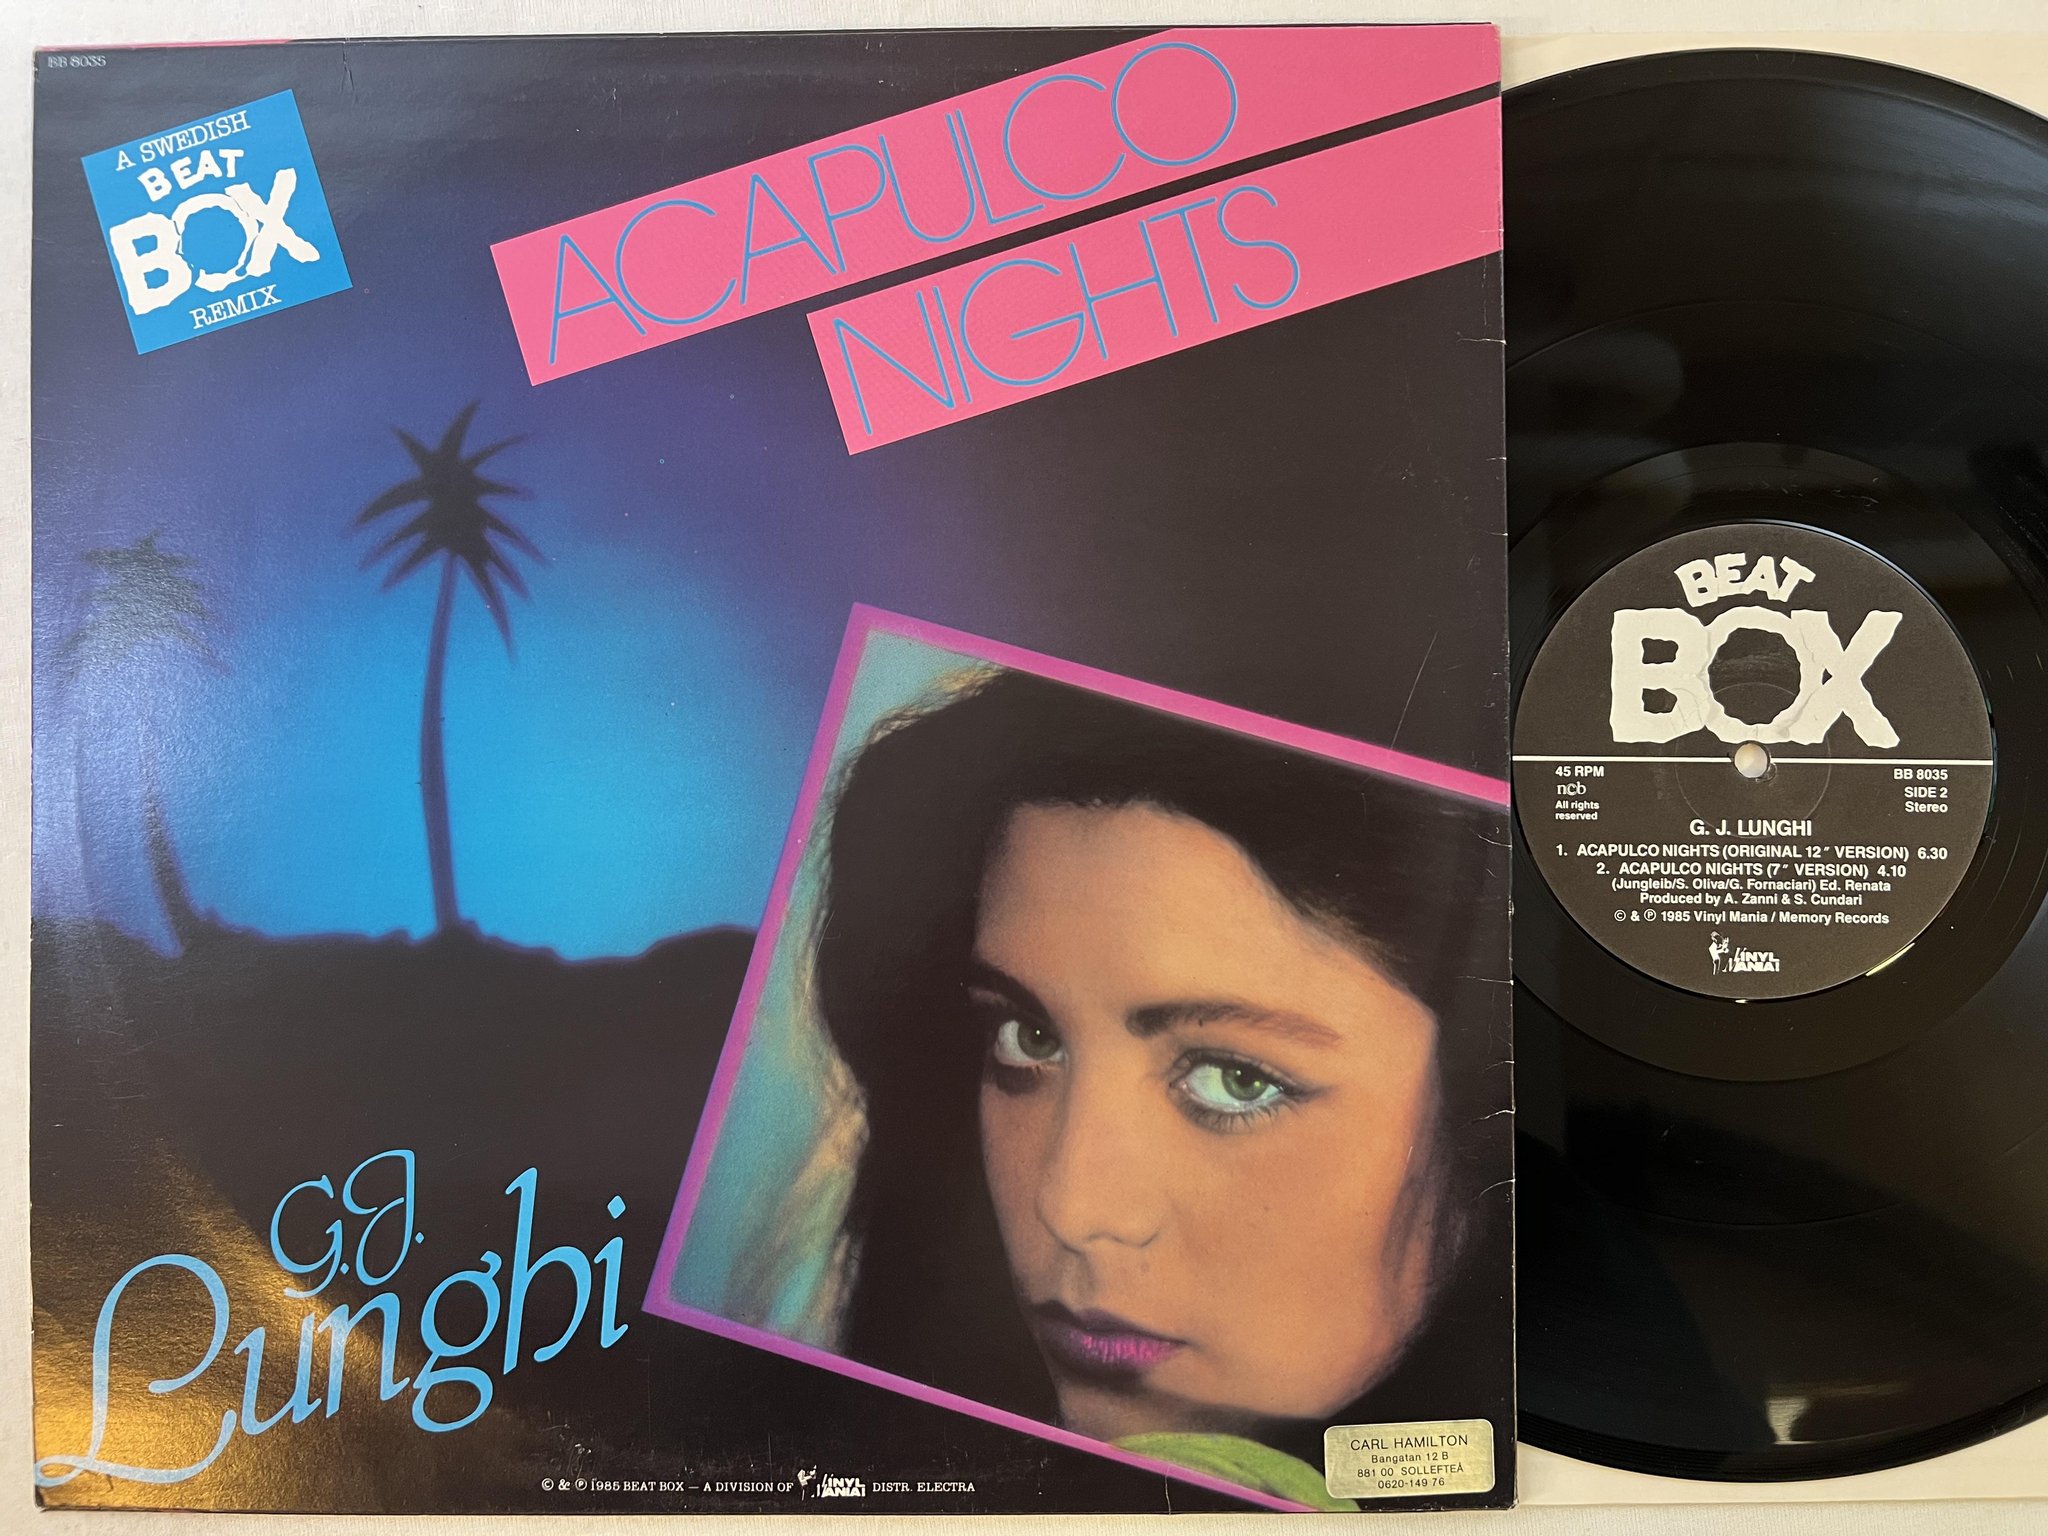 BB 8035
A SWEDISH
BEAT
BOX
REMIX
ACAPULCO
NIGHTS
G.J.
Lunghi
© & ℗ 1985 BEAT BOX — A DIVISION OF VINYL MANIA DISTR. ELECTRA
CARL HAMILTON
Bangatan 12 B
881 00 SOLLEFTEÅ
0620-149 76
BEAT
BOX
45 RPM
ncb
All rights
reserved
BB 8035
SIDE 2
Stereo
G. J. LUNGHI
1. ACAPULCO NIGHTS (ORIGINAL 12″ VERSION) 6.30
2. ACAPULCO NIGHTS (7″ VERSION) 4.10
(Jungleib/S. Oliva/G. Fornaciari) Ed. Renata
Produced by A. Zanni & S. Cundari
© & ℗ 1985 Vinyl Mania / Memory Records
VINYL
MANIA